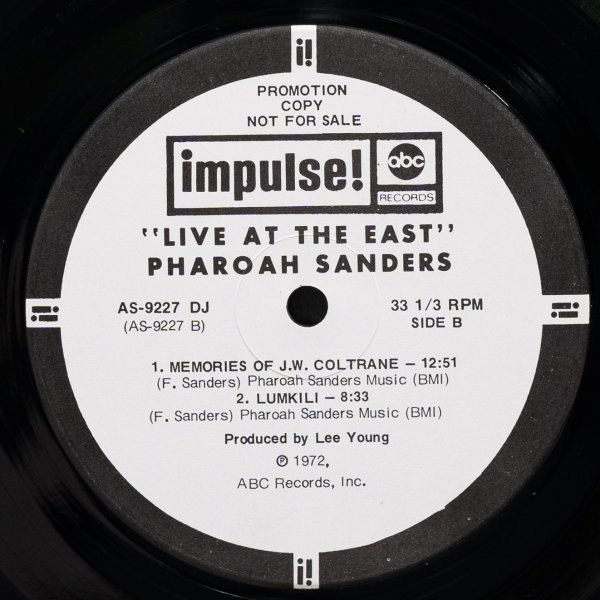 i!
PROMOTION
COPY
NOT FOR SALE
impulse!
abc
RECORDS
"LIVE AT THE EAST"
PHAROAH SANDERS
AS-9227 DJ
(AS-9227 B)
33 1/3 RPM
SIDE B
i!
i!
1. MEMORIES OF J.W. COLTRANE – 12:51
(F. Sanders) Pharoah Sanders Music (BMI)
2. LUMKILI – 8:33
(F. Sanders) Pharoah Sanders Music (BMI)
Produced by Lee Young
℗ 1972,
ABC Records, Inc.
i!